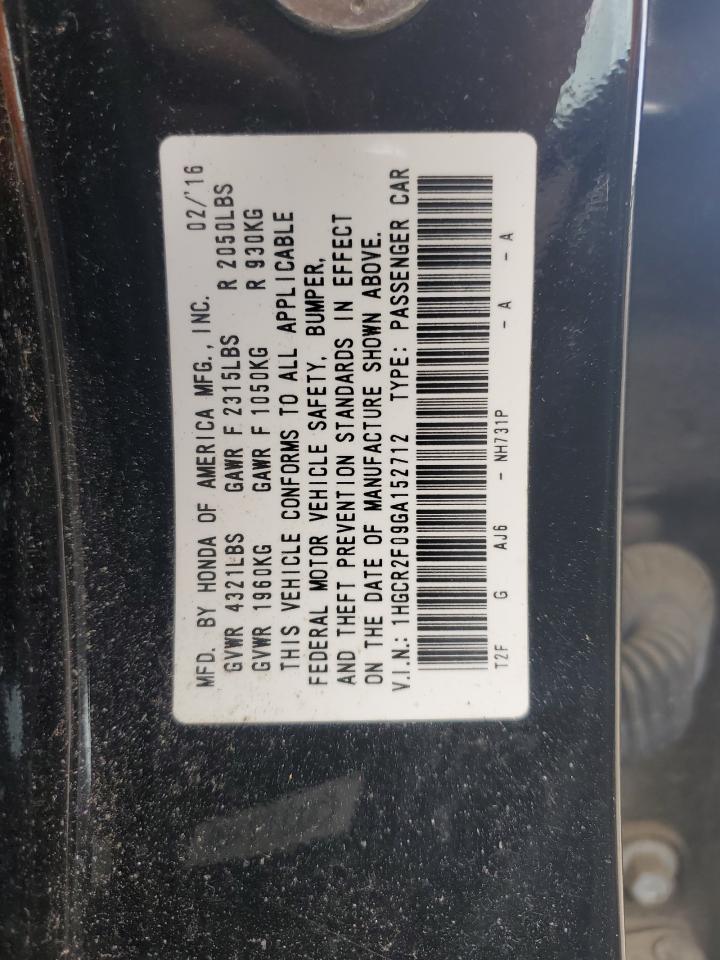 MFD. BY HONDA OF AMERICA MFG., INC. 02/'16
GVWR 4321LBS GAWR F 2315LBS R 2050LBS
GVWR 1960KG GAWR F 1050KG R 930KG
THIS VEHICLE CONFORMS TO ALL APPLICABLE
FEDERAL MOTOR VEHICLE SAFETY, BUMPER,
AND THEFT PREVENTION STANDARDS IN EFFECT
ON THE DATE OF MANUFACTURE SHOWN ABOVE.
V.I.N.: 1HGCR2F09GA152712 TYPE: PASSENGER CAR
T2F G AJ6 - NH731P - A - A